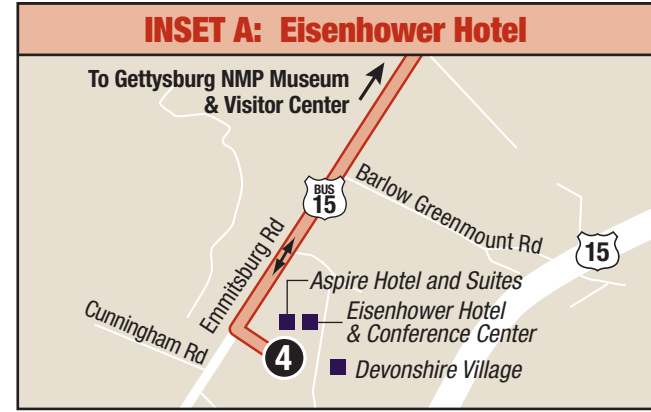 INSET A: Eisenhower Hotel
To Gettysburg NMP Museum
& Visitor Center
BUS
15
Barlow Greenmount Rd
15
Emmitsburg Rd
Aspire Hotel and Suites
Eisenhower Hotel
& Conference Center
Cunningham Rd
4
Devonshire Village